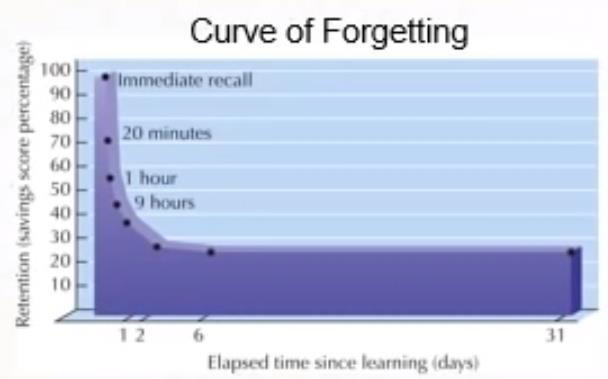 Curve of Forgetting
Retention (savings score percentage)
100
90
80
70
60
50
40
30
20
10
Immediate recall
20 minutes
1 hour
9 hours
1 2 6 31
Elapsed time since learning (days)